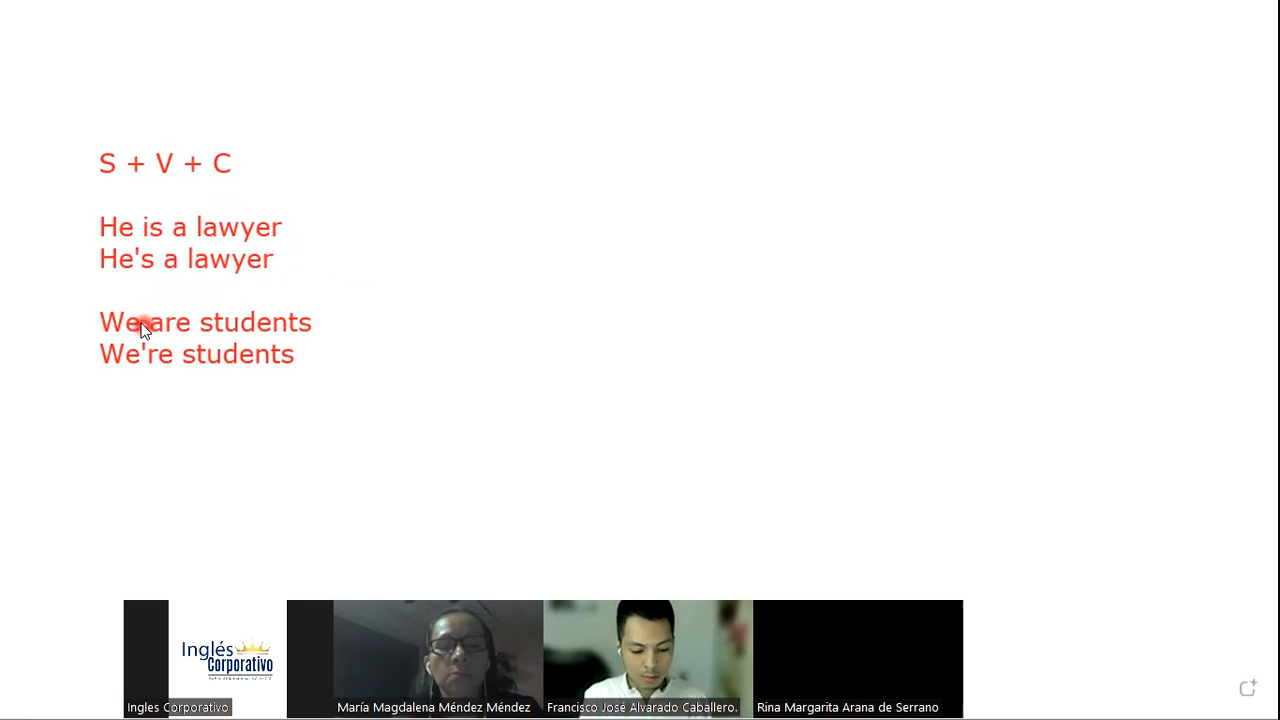 S + V + C
He is a lawyer
He's a lawyer
We are students
We're students
Inglés
Corporativo
Ingles Corporativo
María Magdalena Méndez Méndez
Francisco José Alvarado Caballero.
Rina Margarita Arana de Serrano